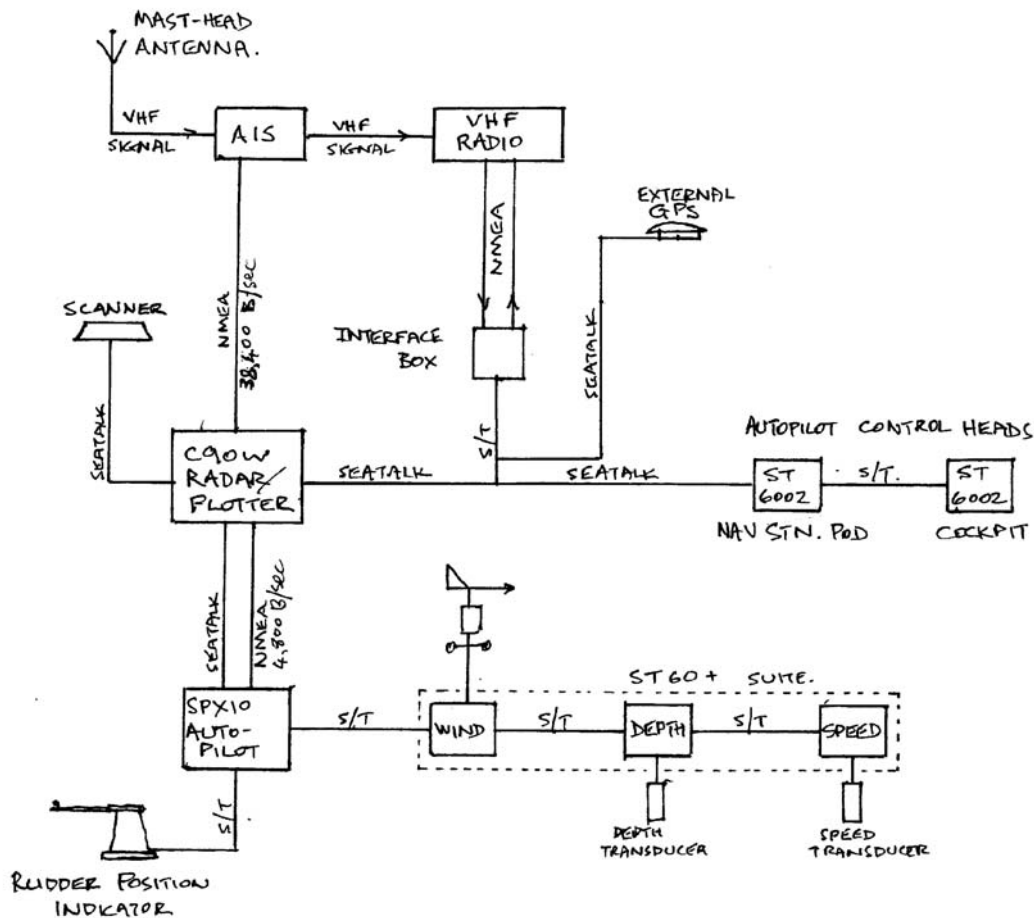 MAST-HEAD
ANTENNA.
VHF
SIGNAL
AIS
VHF
SIGNAL
VHF
RADIO
EXTERNAL
GPS
NMEA
38,400 B/sec
NMEA
SCANNER
INTERFACE
BOX
SEATALK
SEATALK
S/T
C90W
RADAR/
PLOTTER
SEATALK
SEATALK
AUTOPILOT CONTROL HEADS
ST
6002
S/T.
ST
6002
NAV STN. POD
COCKPIT
SEATALK
NMEA
4,800 B/sec
ST60+ SUITE.
SPX10
AUTO-
PILOT
S/T
WIND
S/T
DEPTH
S/T
SPEED
S/T
DEPTH
TRANSDUCER
SPEED
TRANSDUCER
RUDDER POSITION
INDICATOR